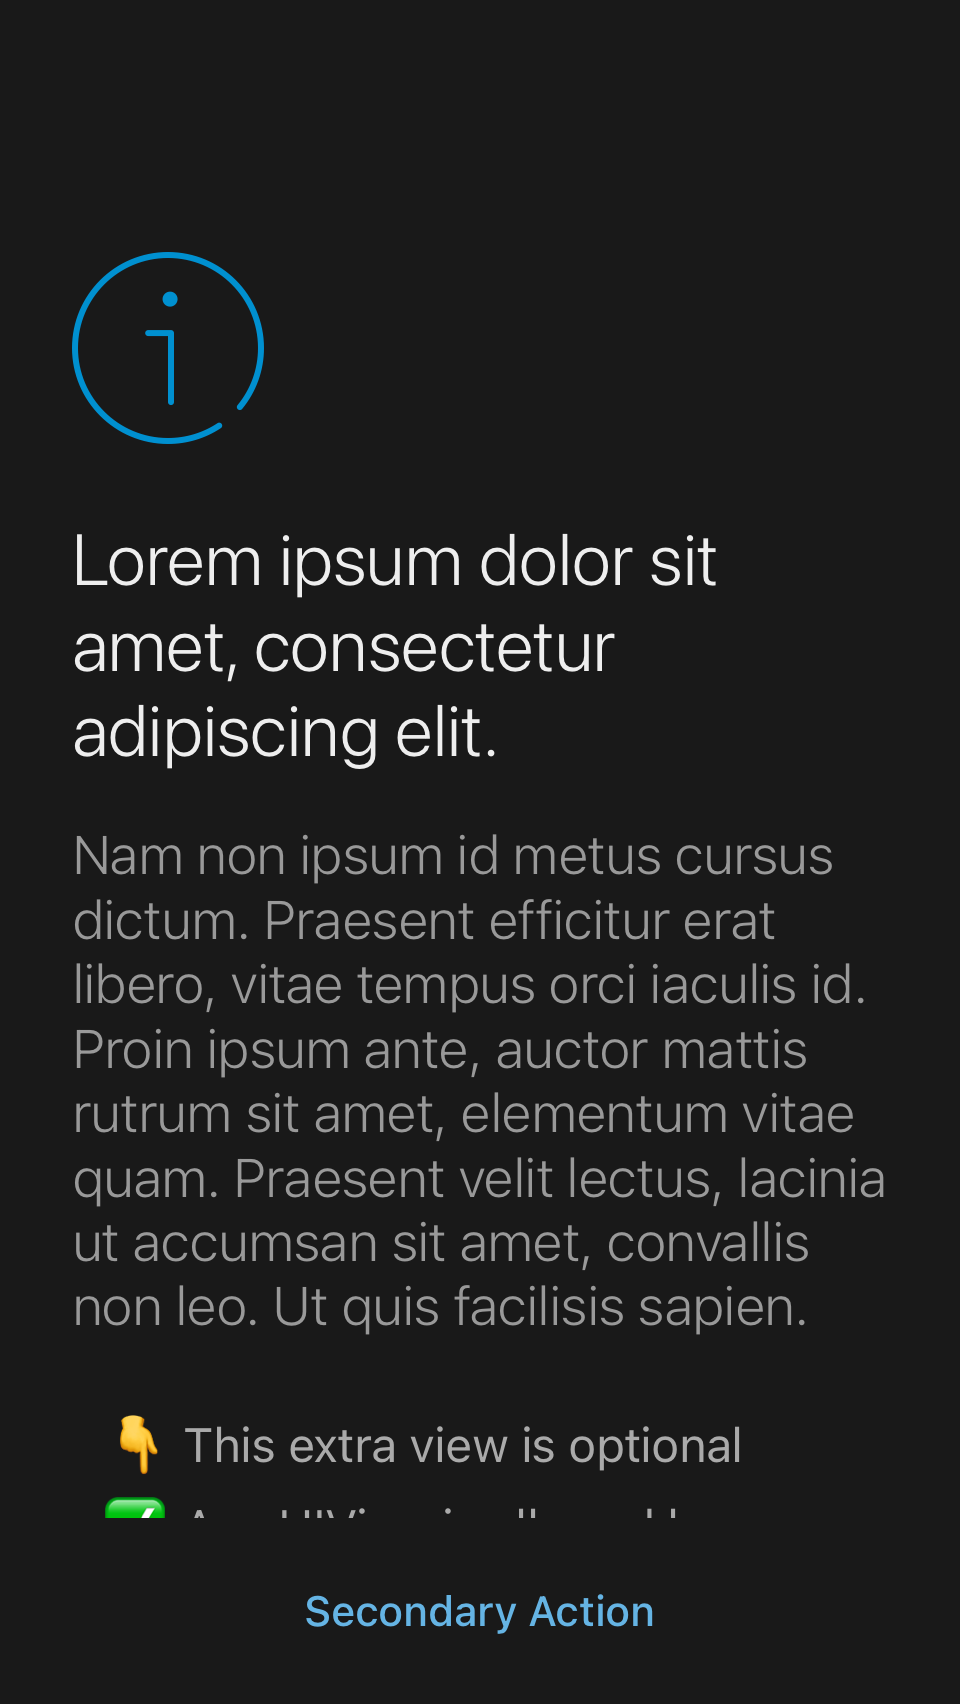 Lorem ipsum dolor sit
amet, consectetur
adipiscing elit.
Nam non ipsum id metus cursus
dictum. Praesent efficitur erat
libero, vitae tempus orci iaculis id.
Proin ipsum ante, auctor mattis
rutrum sit amet, elementum vitae
quam. Praesent velit lectus, lacinia
ut accumsan sit amet, convallis
non leo. Ut quis facilisis sapien.
👇 This extra view is optional
Secondary Action